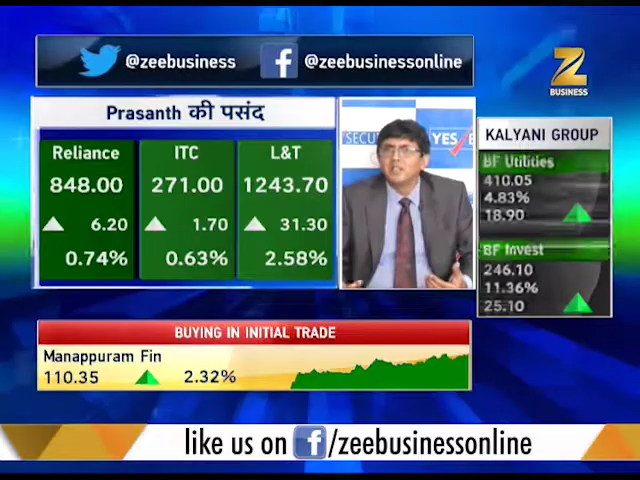 @zeebusiness
@zeebusinessonline
Z
BUSINESS
Prasanth की पसंद
Reliance
848.00
6.20
0.74%
ITC
271.00
1.70
0.63%
L&T
1243.70
31.30
2.58%
YES
KALYANI GROUP
BF Utilities
410.05
4.83%
18.90
BF Invest
246.10
11.36%
25.10
BUYING IN INITIAL TRADE
Manappuram Fin
110.35 2.32%
like us on f/zeebusinessonline